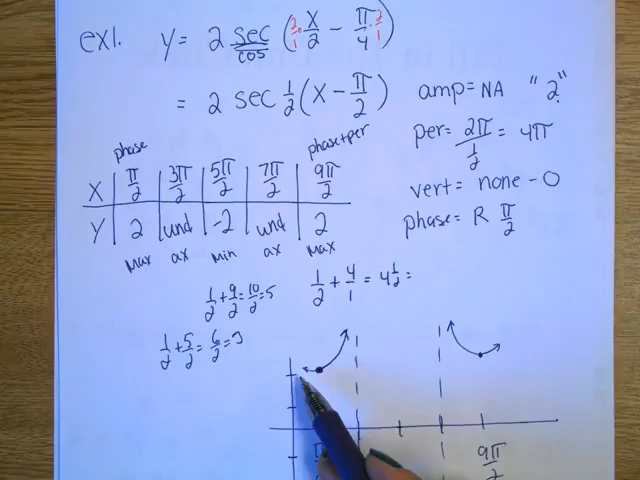 ex1. y = 2 sec (2/1 · x/2 − π/4 · 2/1)
cos
= 2 sec 1/2 (x − π/2)
amp = NA "2"
per = 2π / 1/2 = 4π
vert = none - 0
phase = R π/2
phase phase+per
x | π/2 | 3π/2 | 5π/2 | 7π/2 | 9π/2
y | 2 | und | -2 | und | 2
Max ax Min ax Max
1/2 + 9/2 = 10/2 = 5
1/2 + 4/1 = 4 1/2 =
1/2 + 5/2 = 6/2 = 3
9π/2